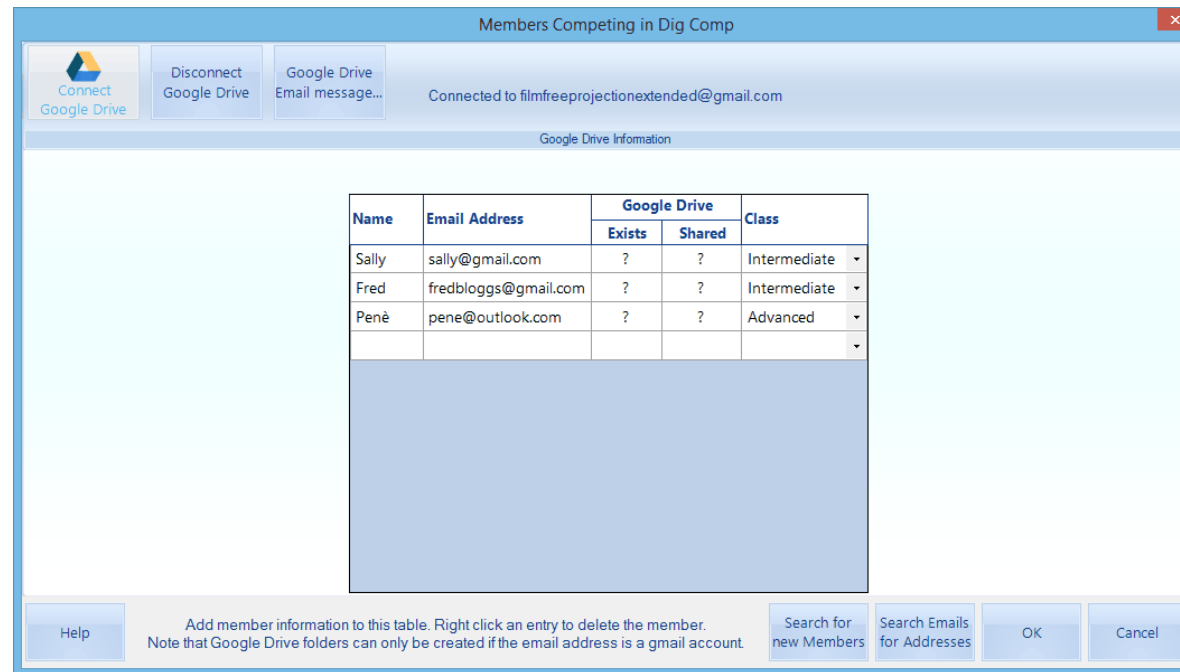 Members Competing in Dig Comp
Connect
Google Drive
Disconnect
Google Drive
Google Drive
Email message...
Connected to filmfreeprojectionextended@gmail.com
Google Drive Information
Name Email Address Google Drive Class
Exists Shared
Sally sally@gmail.com ? ? Intermediate
Fred fredbloggs@gmail.com ? ? Intermediate
Penè pene@outlook.com ? ? Advanced
Help
Add member information to this table. Right click an entry to delete the member.
Note that Google Drive folders can only be created if the email address is a gmail account.
Search for
new Members
Search Emails
for Addresses
OK
Cancel